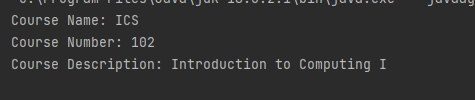 Course Name: ICS
Course Number: 102
Course Description: Introduction to Computing I